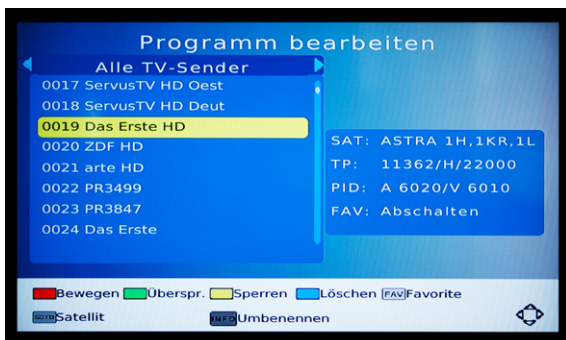 Programm bearbeiten
Alle TV-Sender
0017 ServusTV HD Oest
0018 ServusTV HD Deut
0019 Das Erste HD
0020 ZDF HD
0021 arte HD
0022 PR3499
0023 PR3847
0024 Das Erste
SAT: ASTRA 1H,1KR,1L
TP: 11362/H/22000
PID: A 6020/V 6010
FAV: Abschalten
Bewegen Überspr. Sperren Löschen FAV Favorite
GOTO Satellit INFO Umbenennen